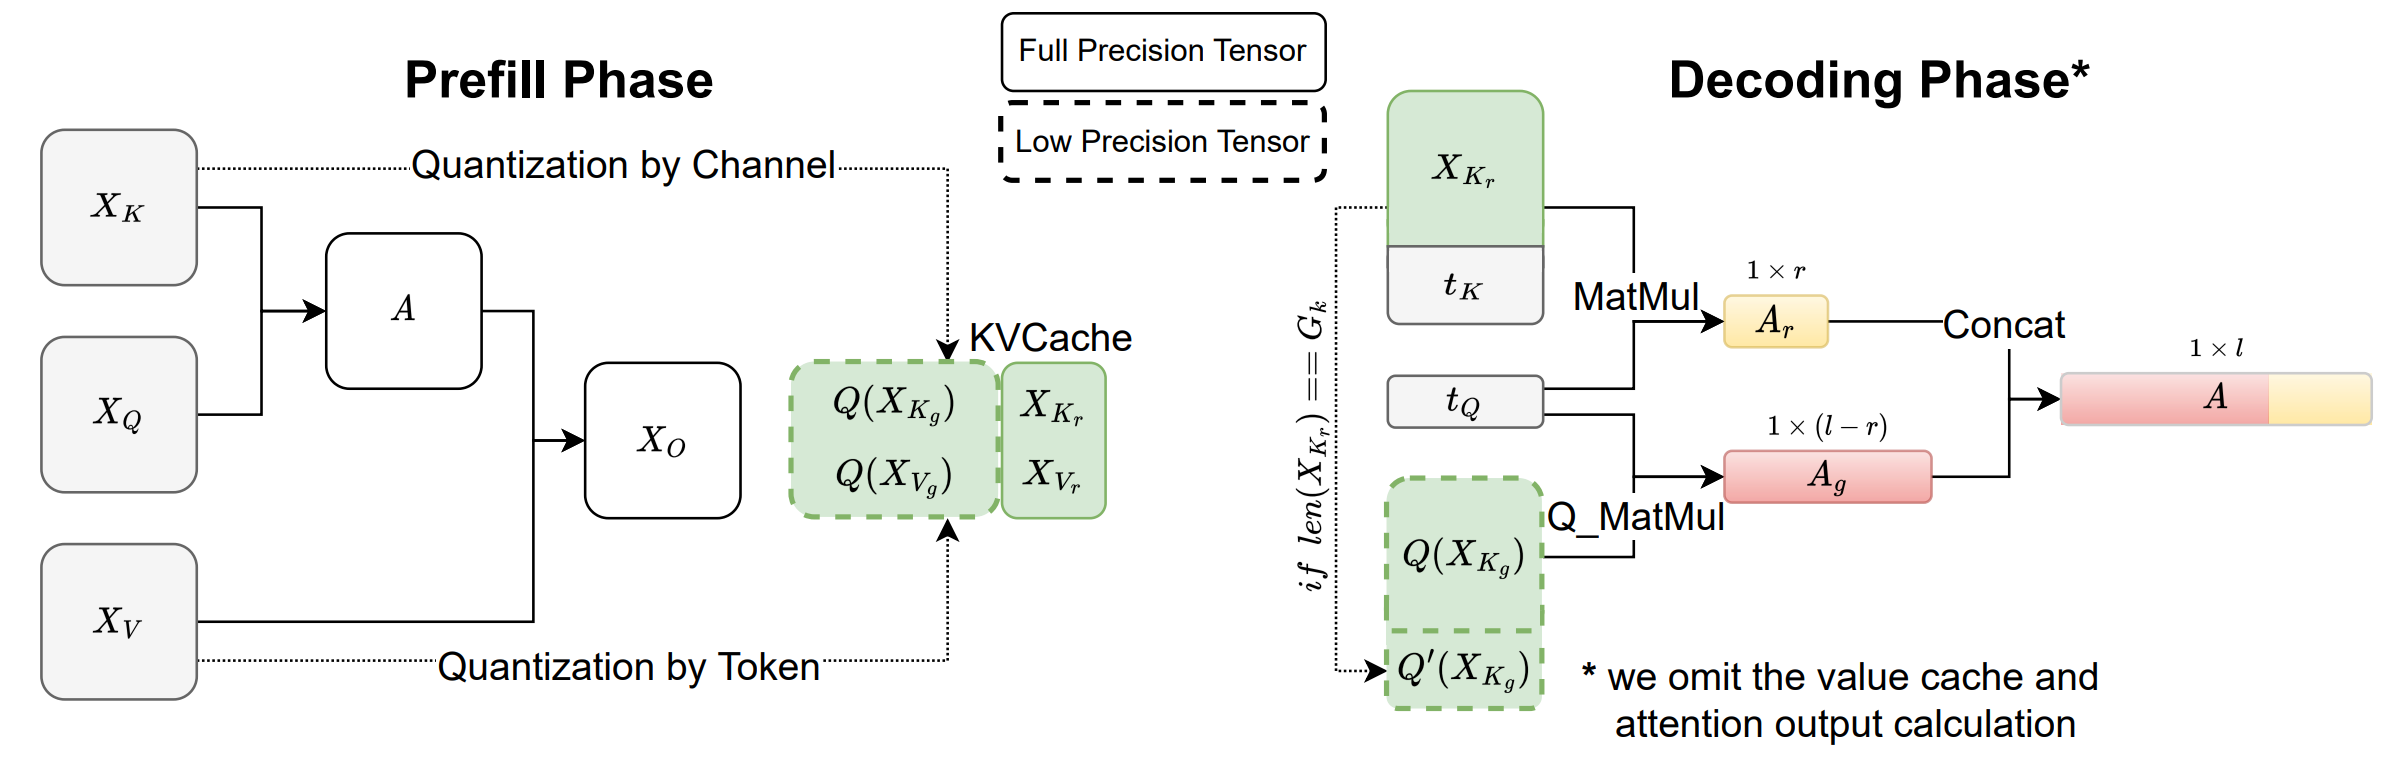 Prefill Phase
Full Precision Tensor
Low Precision Tensor
Decoding Phase*
X_K
Quantization by Channel
A
X_Q
X_O
X_V
Quantization by Token
KVCache
Q(X_{K_g})
X_{K_r}
Q(X_{V_g})
X_{V_r}
X_{K_r}
t_K
if len(X_{K_r}) == G_k
MatMul
1 × r
A_r
Concat
t_Q
1 × (l − r)
A_g
1 × l
A
Q_MatMul
Q(X_{K_g})
Q′(X_{K_g})
* we omit the value cache and
attention output calculation